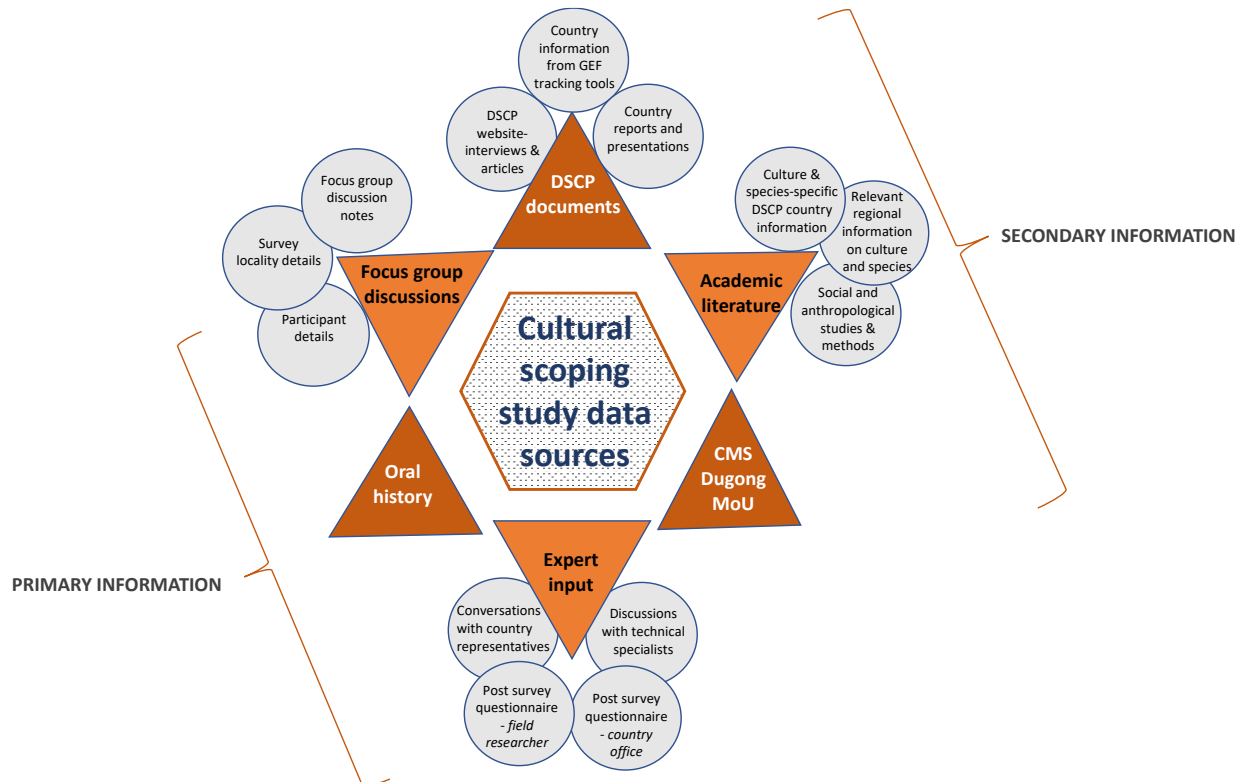 Country
information
from GEF
tracking tools
DSCP
website-
interviews &
articles
Country
reports and
presentations
DSCP
documents
Focus group
discussion
notes
Survey
locality details
Participant
details
Focus group
discussions
Culture &
species-specific
DSCP country
information
Relevant
regional
information
on culture
and species
Social and
anthropological
studies &
methods
Academic
literature
SECONDARY INFORMATION
Cultural
scoping
study data
sources
Oral
history
CMS
Dugong
MoU
PRIMARY INFORMATION
Expert
input
Conversations
with country
representatives
Discussions
with technical
specialists
Post survey
questionnaire
- field
researcher
Post survey
questionnaire
- country
office